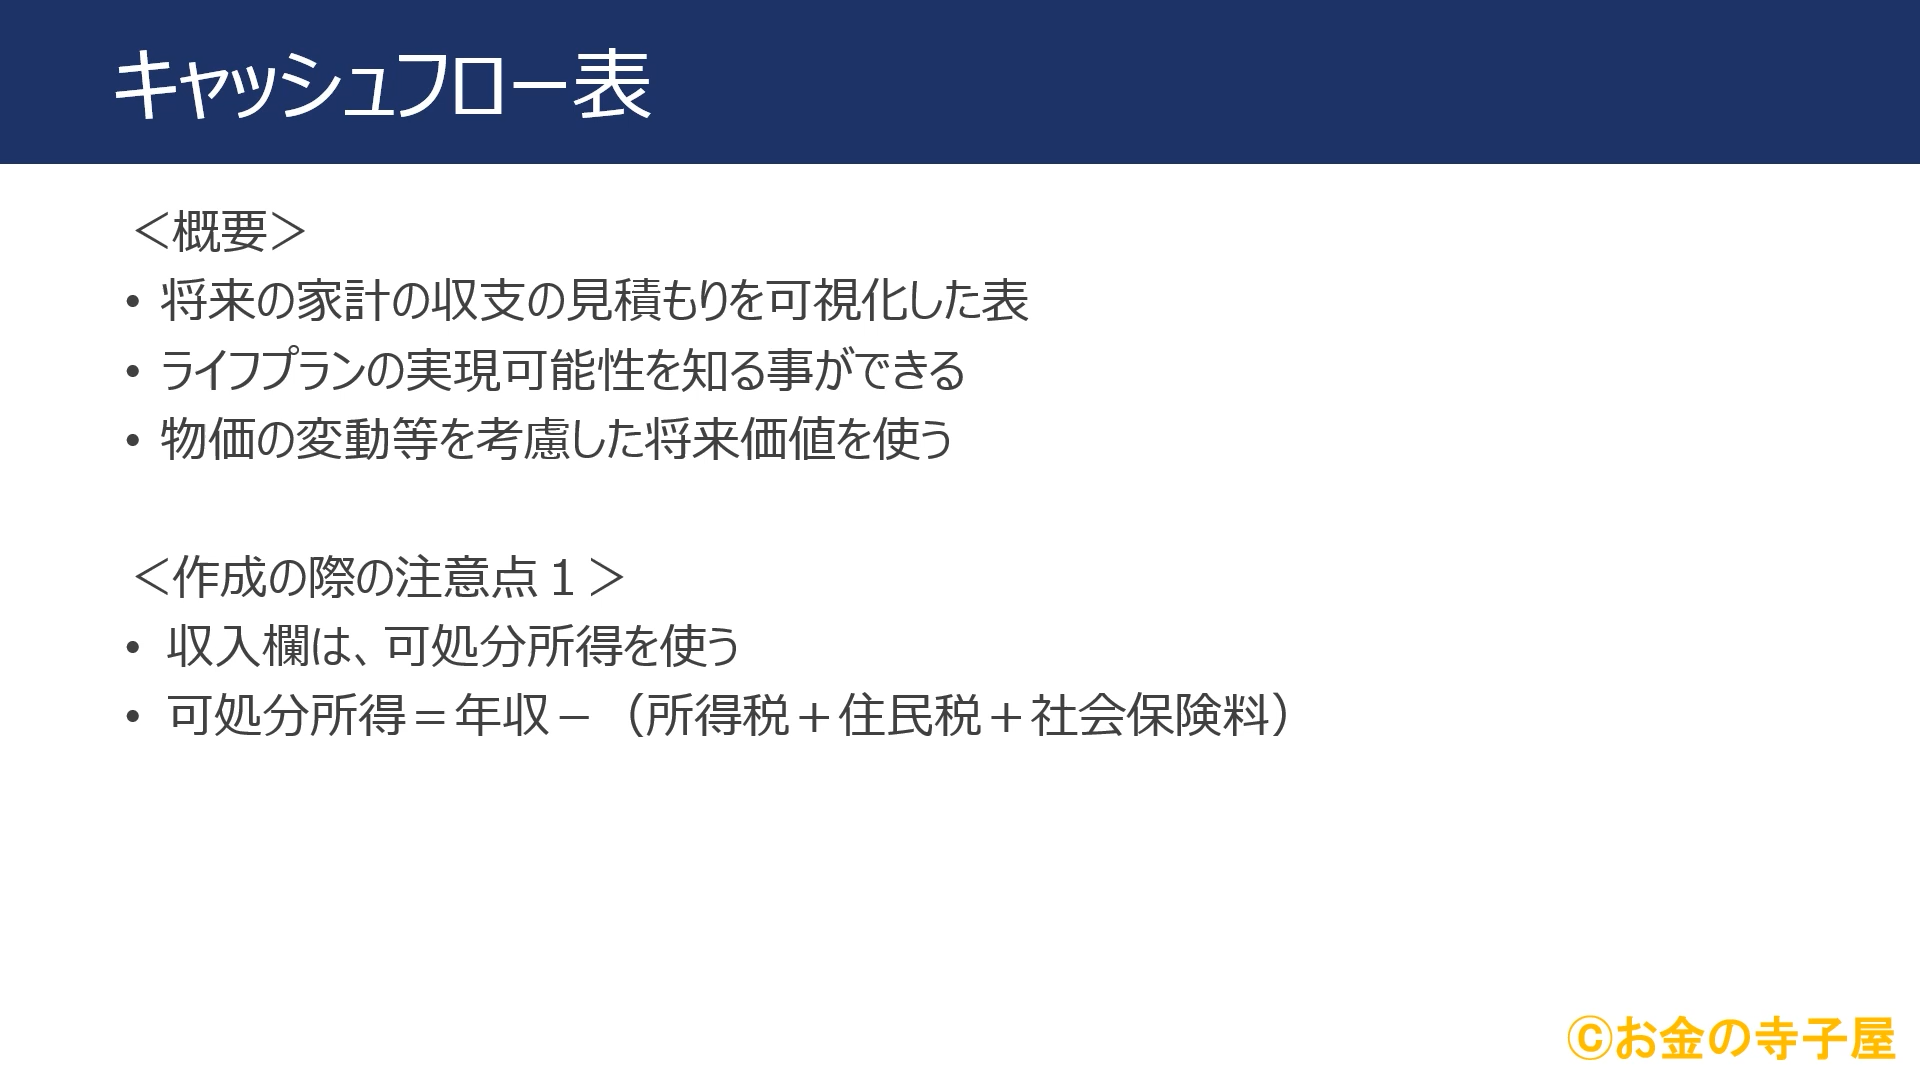 キャッシュフロー表
＜概要＞
• 将来の家計の収支の見積もりを可視化した表
• ライフプランの実現可能性を知る事ができる
• 物価の変動等を考慮した将来価値を使う
＜作成の際の注意点１＞
• 収入欄は、可処分所得を使う
• 可処分所得＝年収－（所得税＋住民税＋社会保険料）
©お金の寺子屋